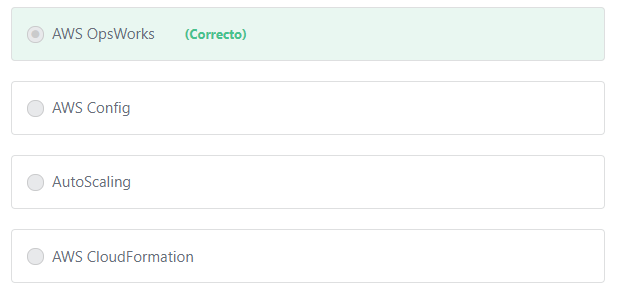 AWS OpsWorks (Correcto)
AWS Config
AutoScaling
AWS CloudFormation